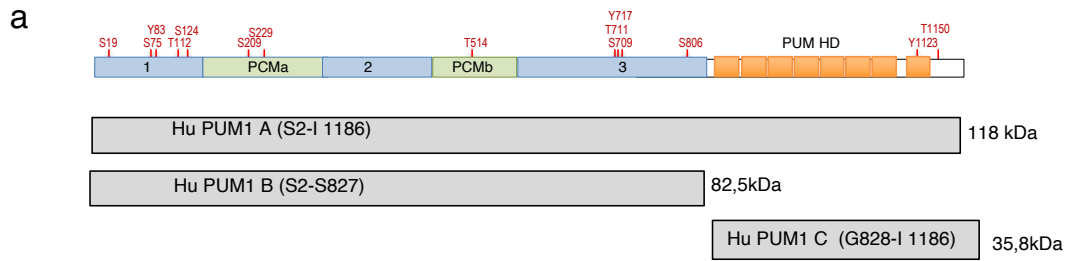 a
Y717
Y83 S124 S229 T711 T1150
S19 S75 T112 S209 T514 S709 S806 PUM HD Y1123
1 PCMa 2 PCMb 3
Hu PUM1 A (S2-I 1186) 118 kDa
Hu PUM1 B (S2-S827) 82,5kDa
Hu PUM1 C (G828-I 1186) 35,8kDa